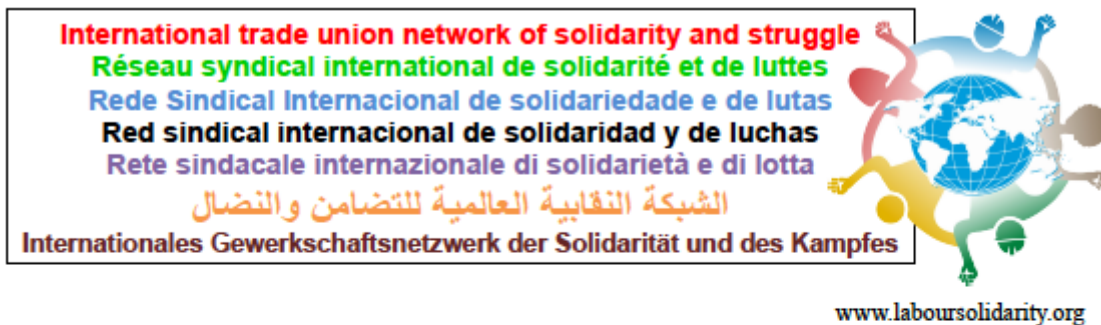 International trade union network of solidarity and struggle
Réseau syndical international de solidarité et de luttes
Rede Sindical Internacional de solidariedade e de lutas
Red sindical internacional de solidaridad y de luchas
Rete sindacale internazionale di solidarietà e di lotta
الشبكة النقابية العالمية للتضامن والنضال
Internationales Gewerkschaftsnetzwerk der Solidarität und des Kampfes
www.laboursolidarity.org